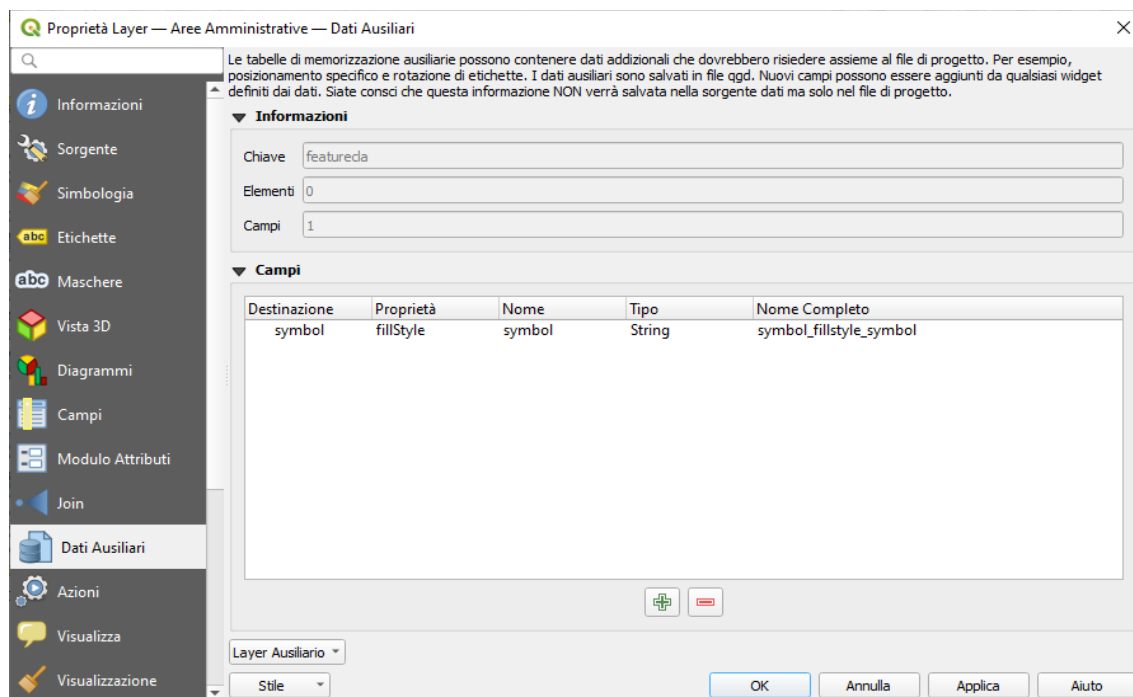 Proprietà Layer — Aree Amministrative — Dati Ausiliari
Le tabelle di memorizzazione ausiliarie possono contenere dati addizionali che dovrebbero risiedere assieme al file di progetto. Per esempio,
posizionamento specifico e rotazione di etichette. I dati ausiliari sono salvati in file qgd. Nuovi campi possono essere aggiunti da qualsiasi widget
definiti dai dati. Siate consci che questa informazione NON verrà salvata nella sorgente dati ma solo nel file di progetto.
Informazioni
Sorgente
Simbologia
abc Etichette
abc Maschere
Vista 3D
Diagrammi
Campi
Modulo Attributi
Join
Dati Ausiliari
Azioni
Visualizza
Visualizzazione
Informazioni
Chiave featurecla
Elementi 0
Campi 1
Campi
Destinazione Proprietà Nome Tipo Nome Completo
symbol fillStyle symbol String symbol_fillstyle_symbol
Layer Ausiliario
Stile OK Annulla Applica Aiuto